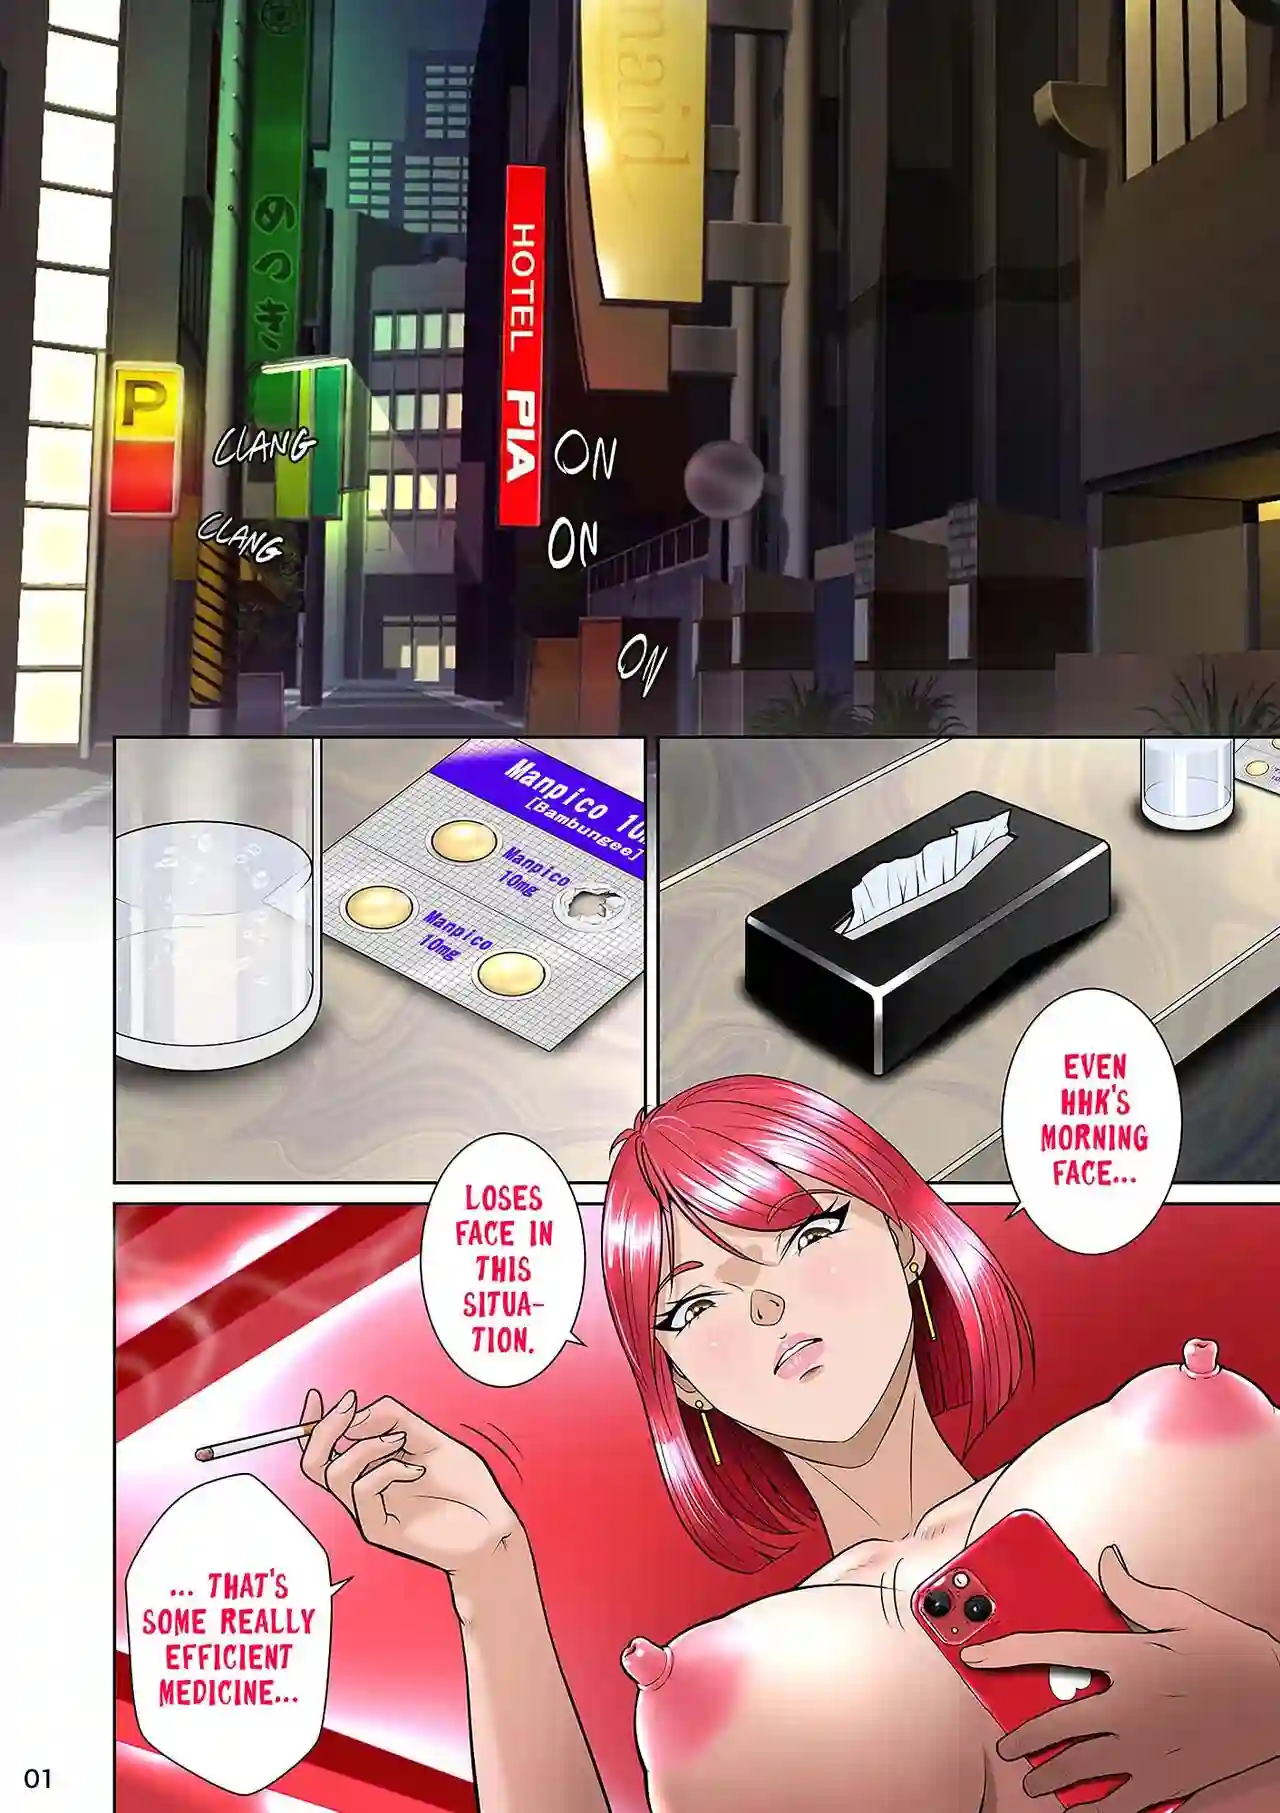 maid
めつき
HOTEL PIA
P
CLANG
CLANG
ON
ON
ON
Manpico 10
[Bambungee]
Manpico
10mg
Manpico
10mg
EVEN
HHK'S
MORNING
FACE...
LOSES
FACE IN
THIS
SITUA-
TION.
... THAT'S
SOME REALLY
EFFICIENT
MEDICINE...
01